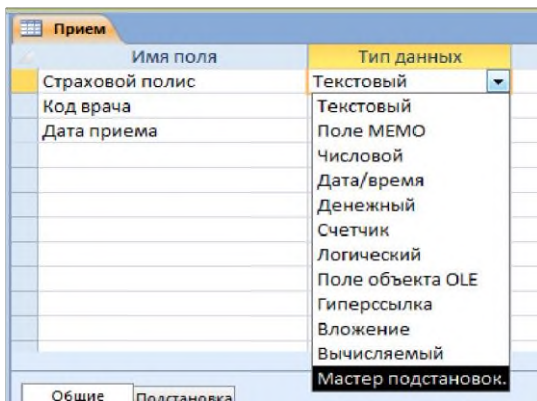 Прием
Имя поля Тип данных
Страховой полис Текстовый
Код врача Текстовый
Дата приема Поле МЕМО
Числовой
Дата/время
Денежный
Счетчик
Логический
Поле объекта OLE
Гиперссылка
Вложение
Вычисляемый
Мастер подстановок.
Общие Подстановка